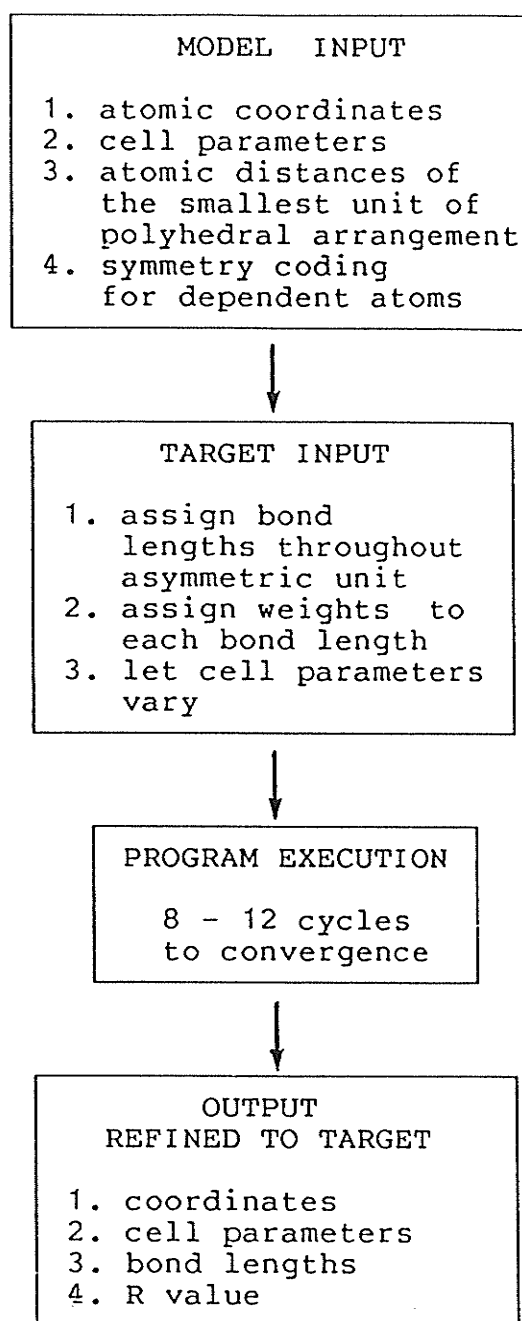 MODEL INPUT
1. atomic coordinates
2. cell parameters
3. atomic distances of
the smallest unit of
polyhedral arrangement
4. symmetry coding
for dependent atoms
TARGET INPUT
1. assign bond
lengths throughout
asymmetric unit
2. assign weights to
each bond length
3. let cell parameters
vary
PROGRAM EXECUTION
8 - 12 cycles
to convergence
OUTPUT
REFINED TO TARGET
1. coordinates
2. cell parameters
3. bond lengths
4. R value